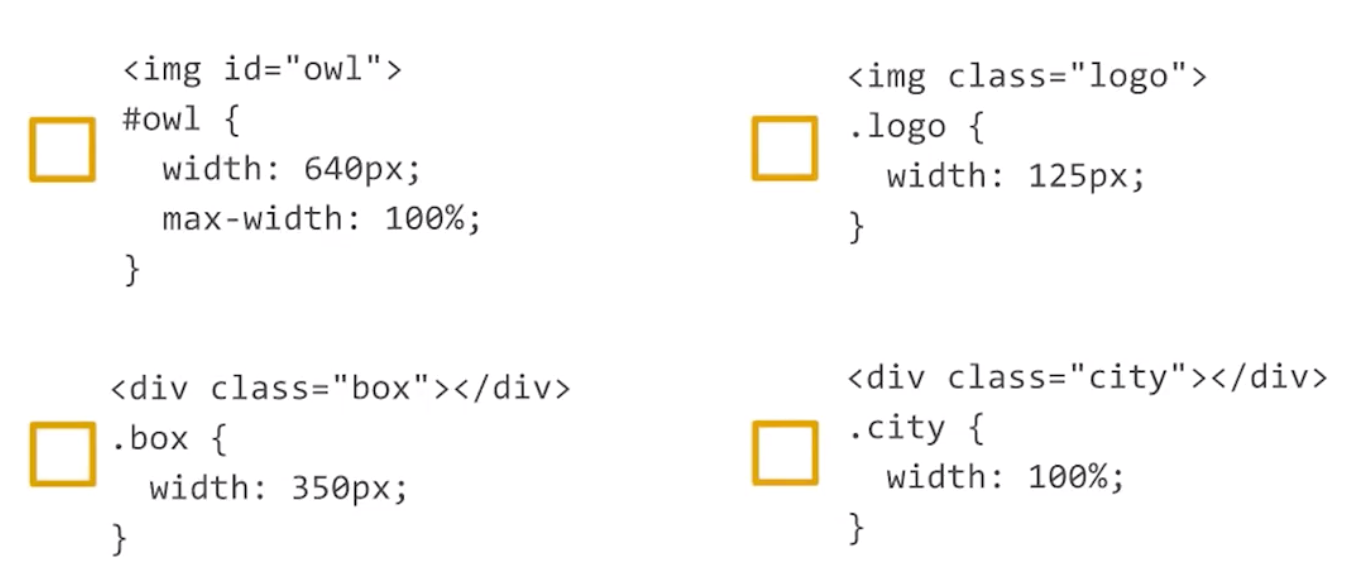 <img id="owl">
#owl {
  width: 640px;
  max-width: 100%;
}
<img class="logo">
.logo {
  width: 125px;
}
<div class="box"></div>
.box {
  width: 350px;
}
<div class="city"></div>
.city {
  width: 100%;
}